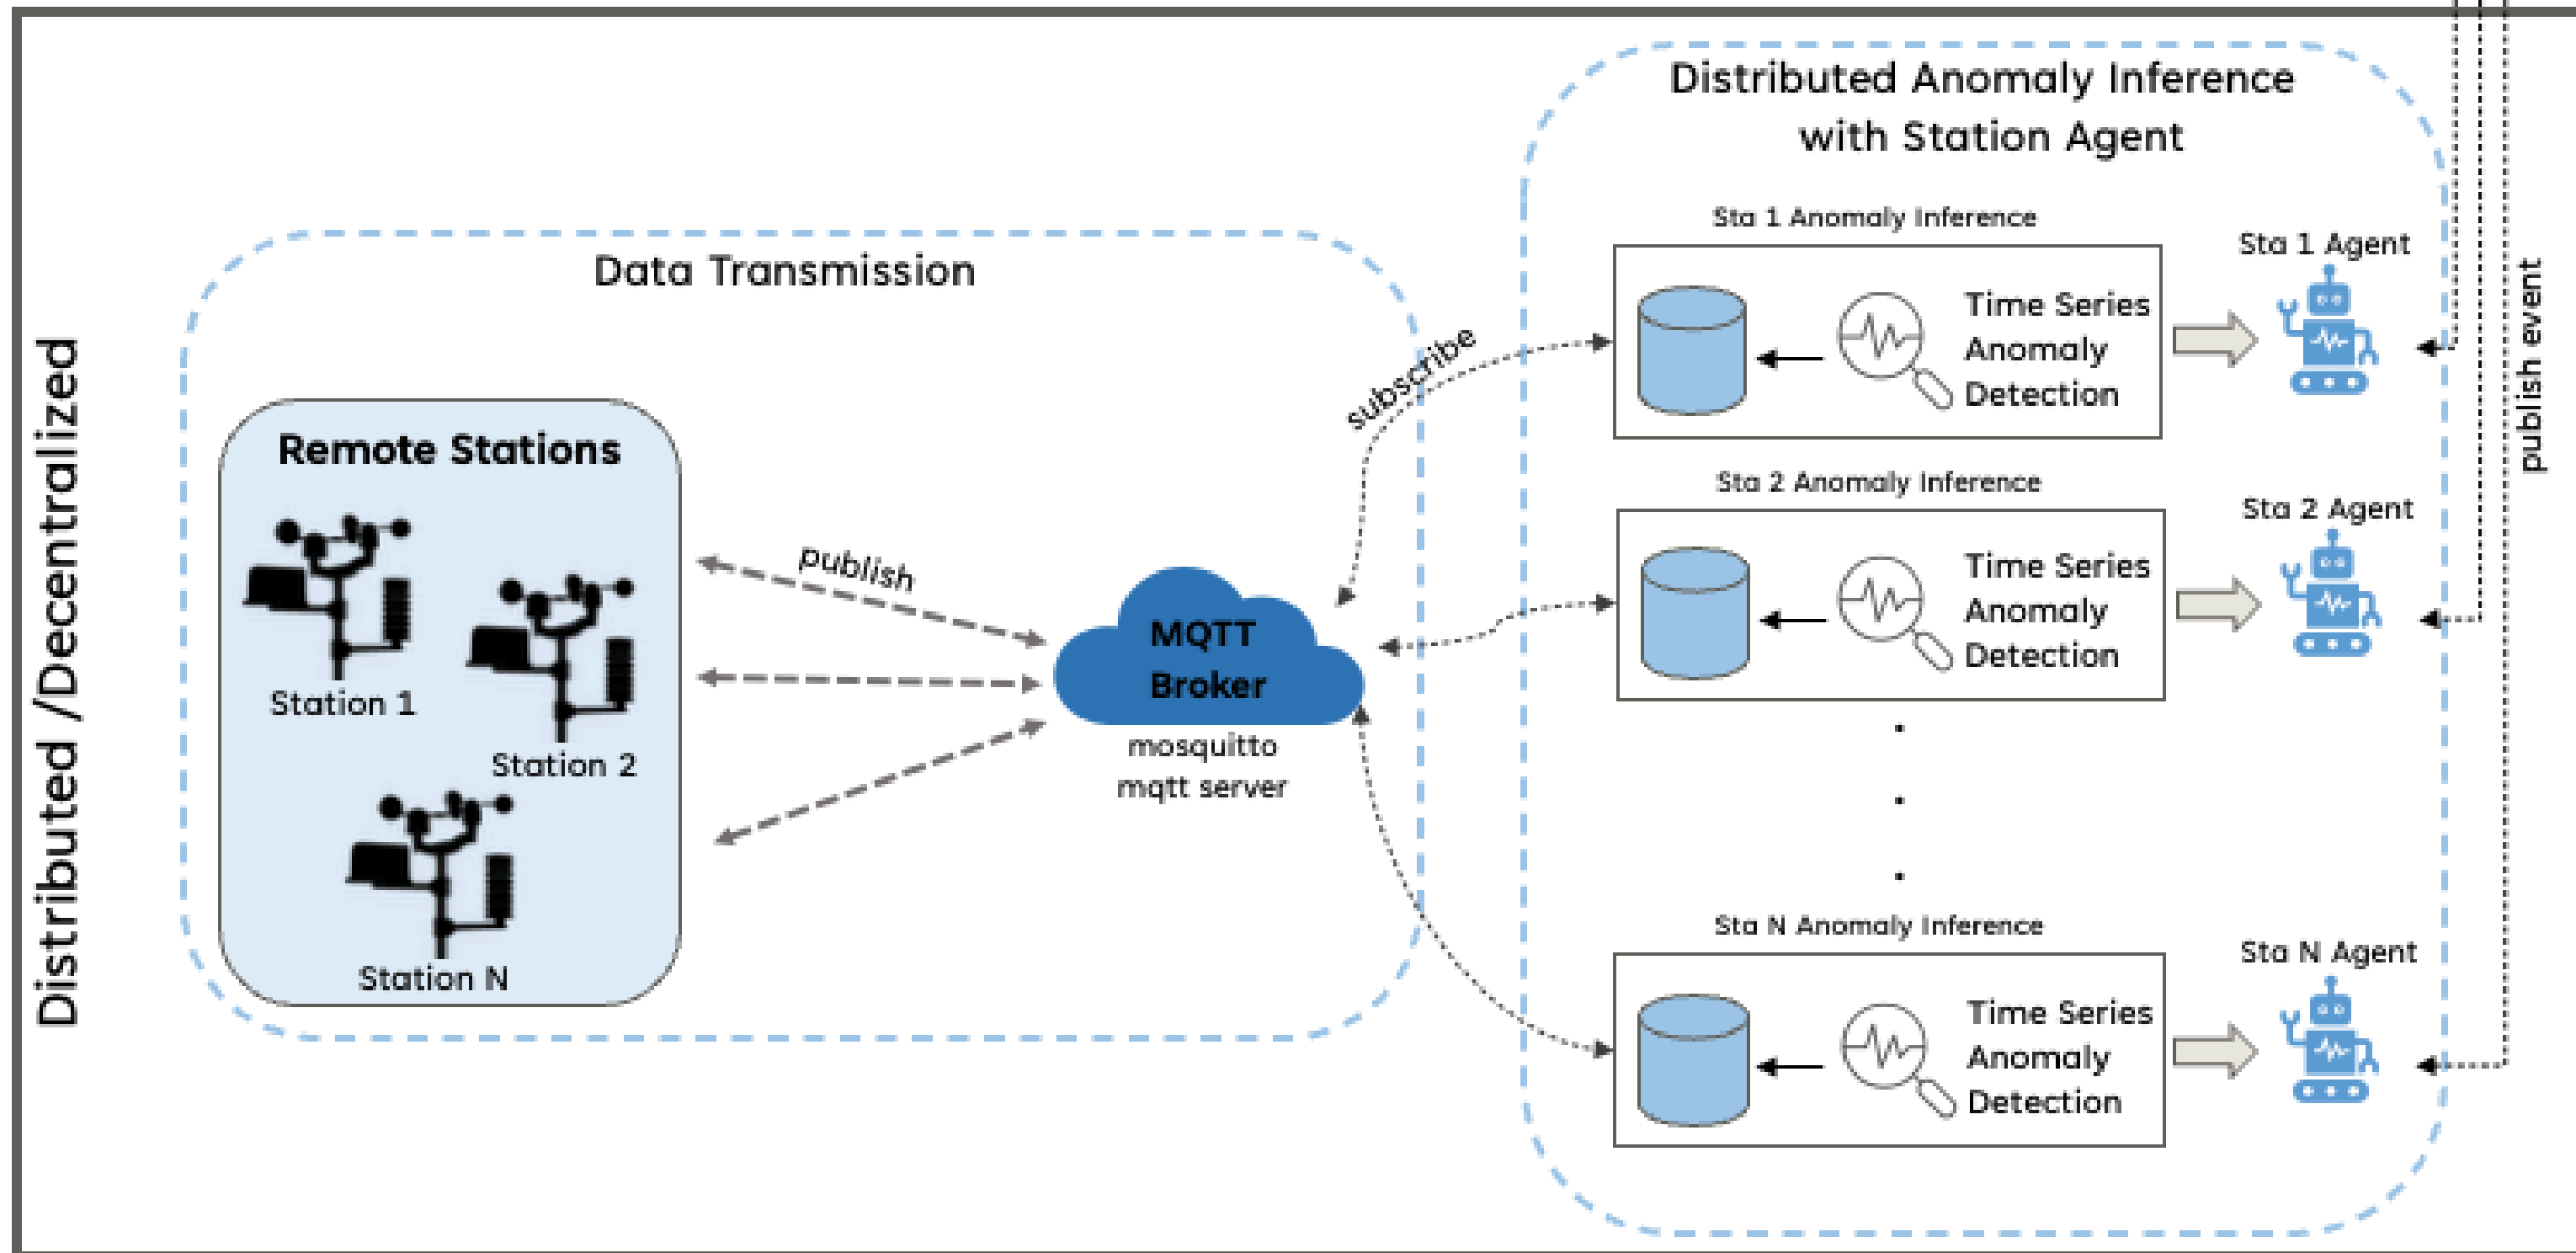 Distributed /Decentralized
Data Transmission
Remote Stations
Station 1
Station 2
Station N
publish
MQTT
Broker
mosquitto
mqtt server
subscribe
Distributed Anomaly Inference
with Station Agent
Sta 1 Anomaly Inference
Time Series
Anomaly
Detection
Sta 1 Agent
Sta 2 Anomaly Inference
Time Series
Anomaly
Detection
Sta 2 Agent
Sta N Anomaly Inference
Time Series
Anomaly
Detection
Sta N Agent
publish event